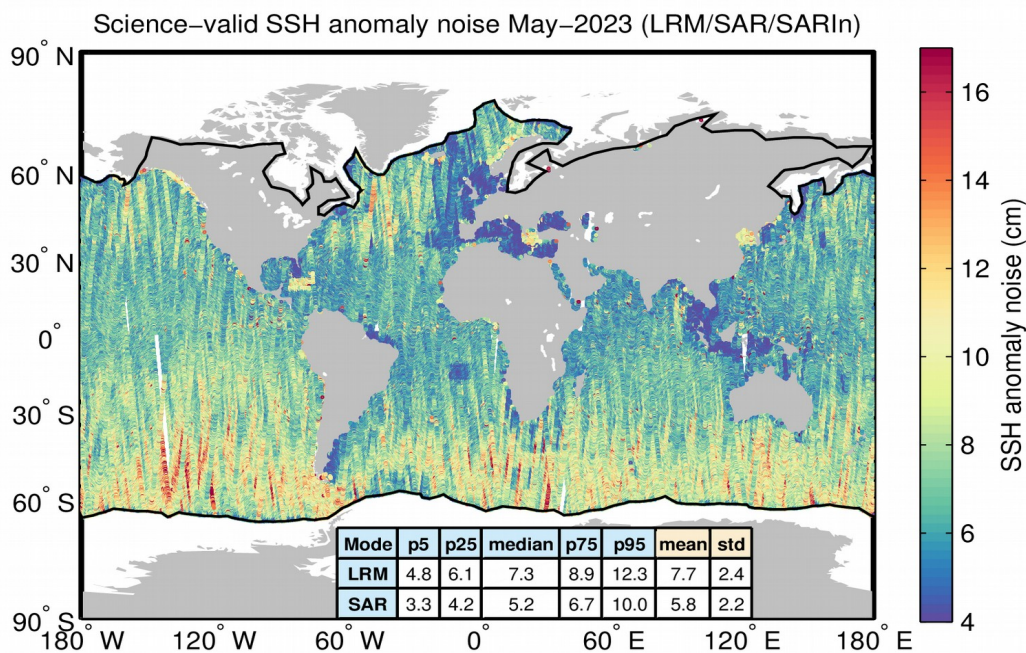 Science−valid SSH anomaly noise May−2023 (LRM/SAR/SARIn)
90° N
60° N
30° N
0°
30° S
60° S
90° S
180° W
120° W
60° W
0°
60° E
120° E
180° E
Mode p5 p25 median p75 p95 mean std
LRM 4.8 6.1 7.3 8.9 12.3 7.7 2.4
SAR 3.3 4.2 5.2 6.7 10.0 5.8 2.2
16
14
12
10
8
6
4
SSH anomaly noise (cm)